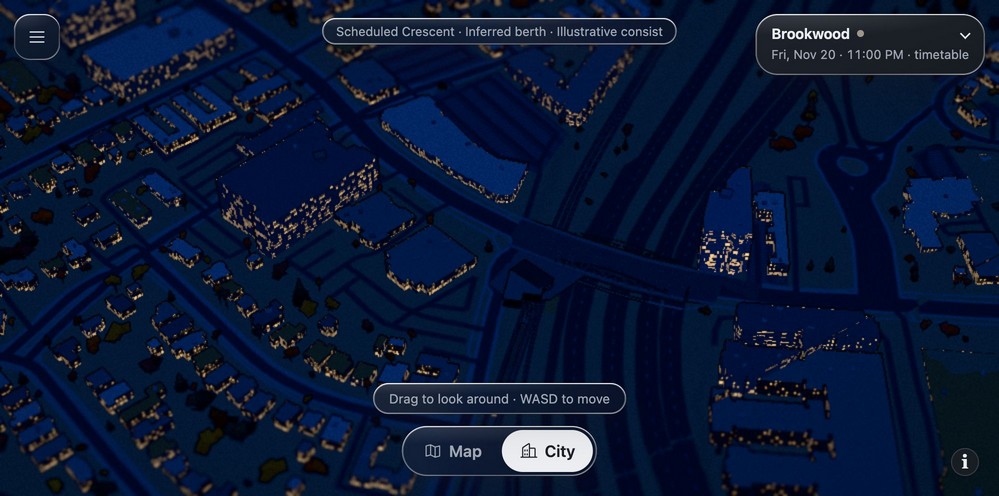 Scheduled Crescent · Inferred berth · Illustrative consist
Brookwood
Fri, Nov 20 · 11:00 PM · timetable
Drag to look around · WASD to move
Map
City
i